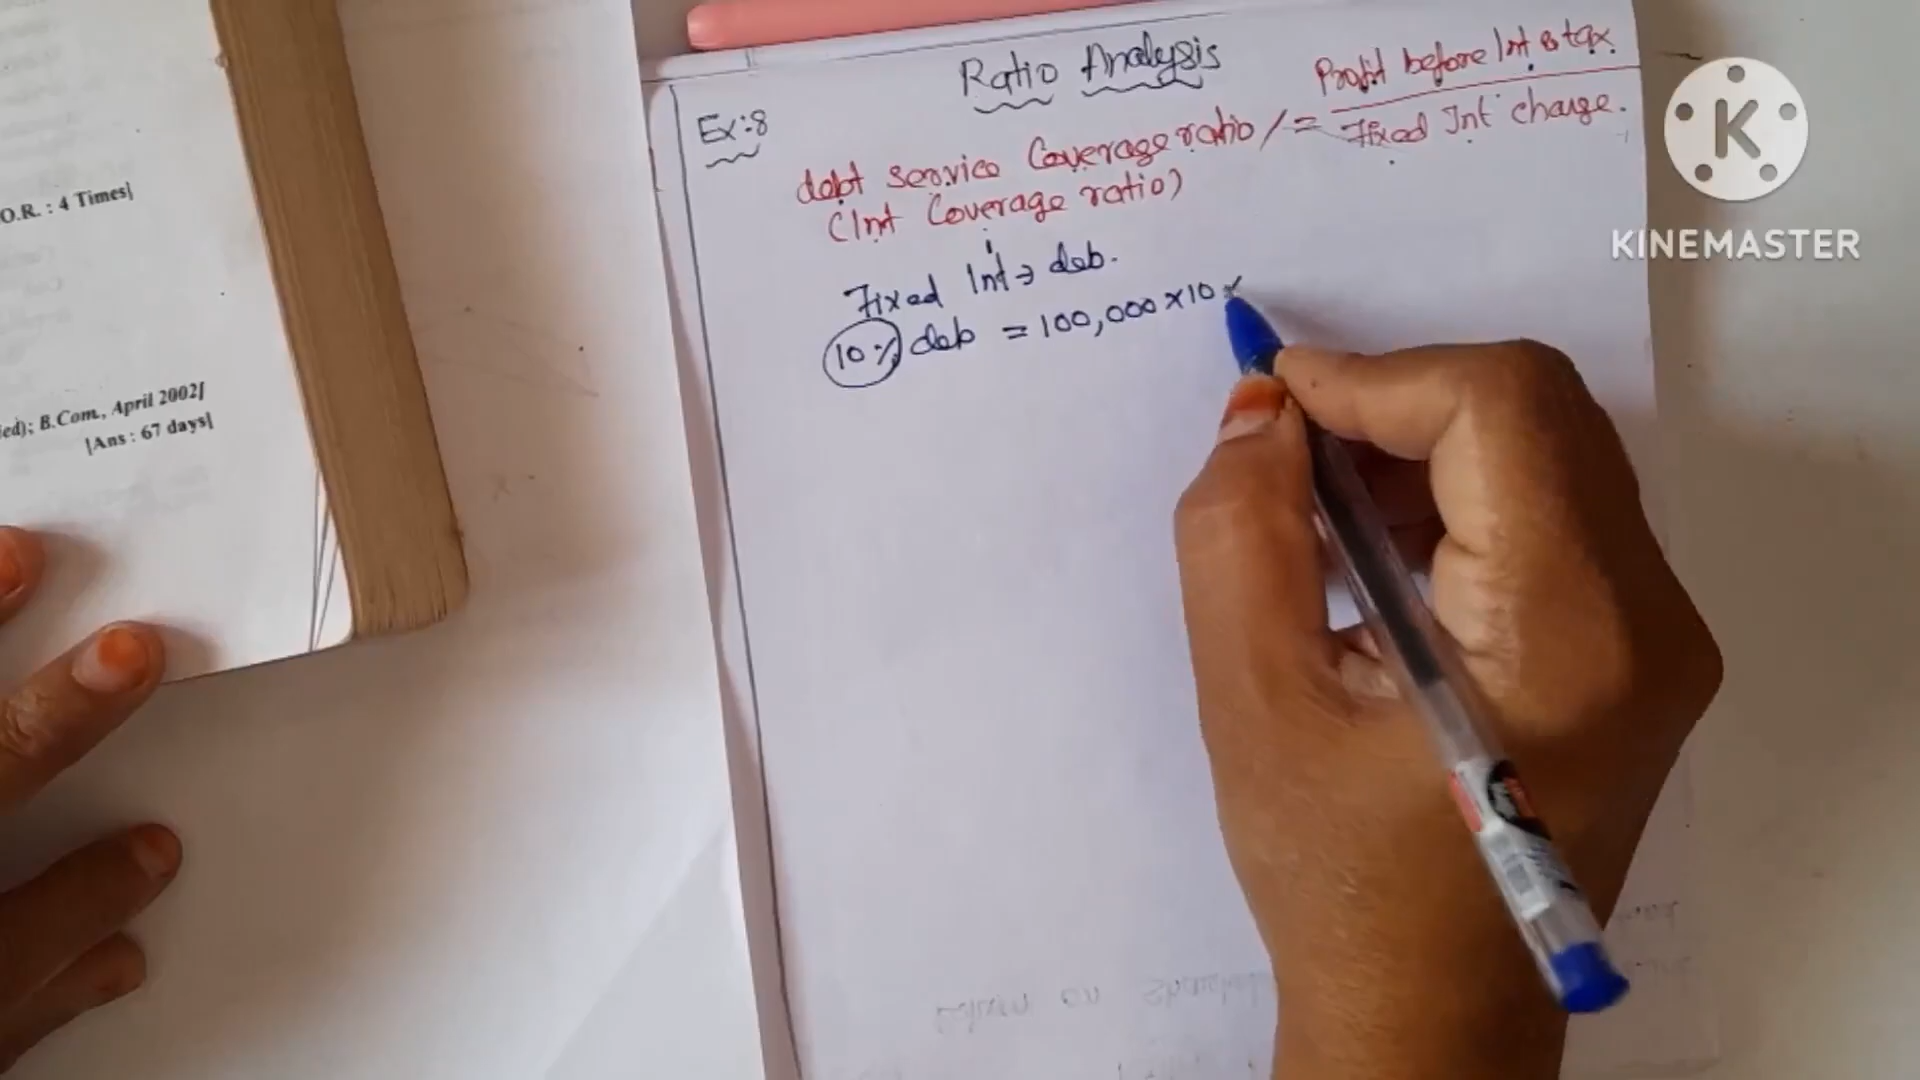 O.R. : 4 Times]
ied); B.Com., April 2002]
[Ans : 67 days]
Ratio Analysis
Ex:8
debt service Coverage ratio / = Profit before Int & tax
Fixed Int charge.
(Int Coverage ratio)
Fixed Int → deb.
10% deb = 100,000 × 10
K
KINEMASTER